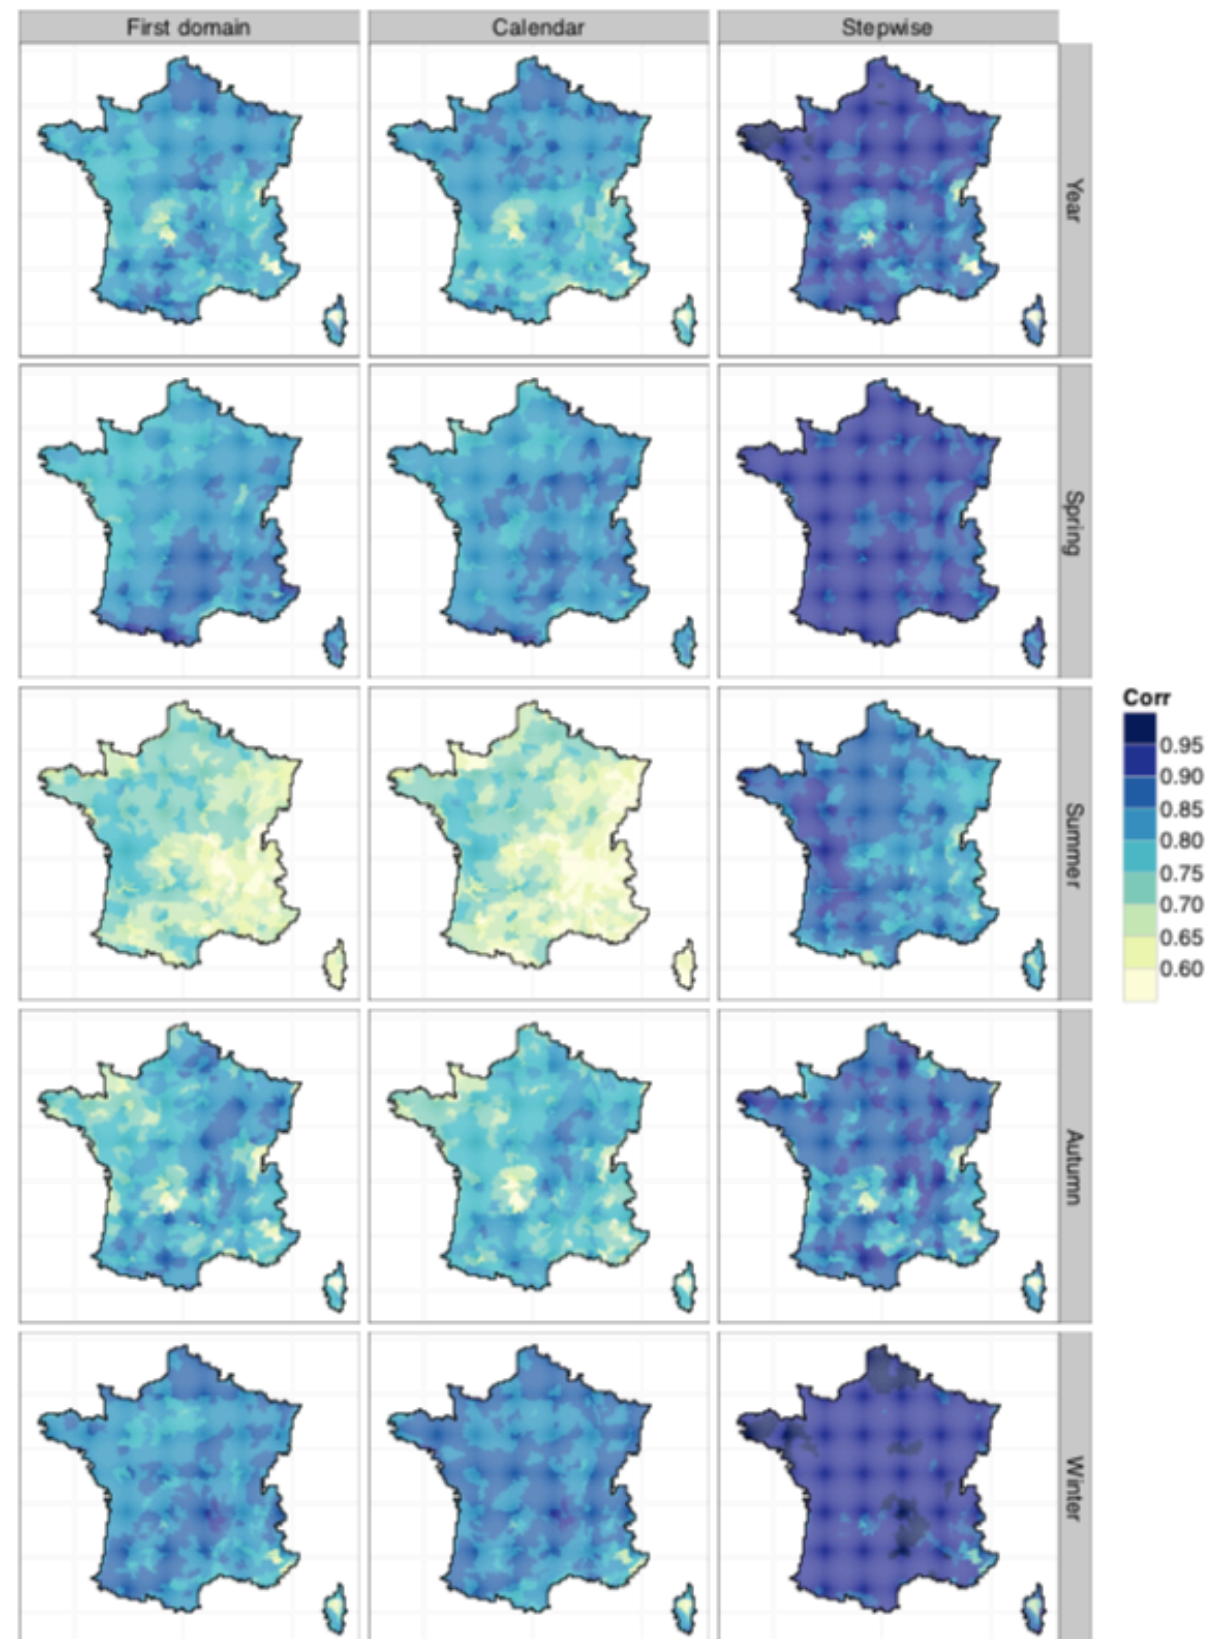 First domain
Calendar
Stepwise
Year
Spring
Summer
Autumn
Winter
Corr
0.95
0.90
0.85
0.80
0.75
0.70
0.65
0.60